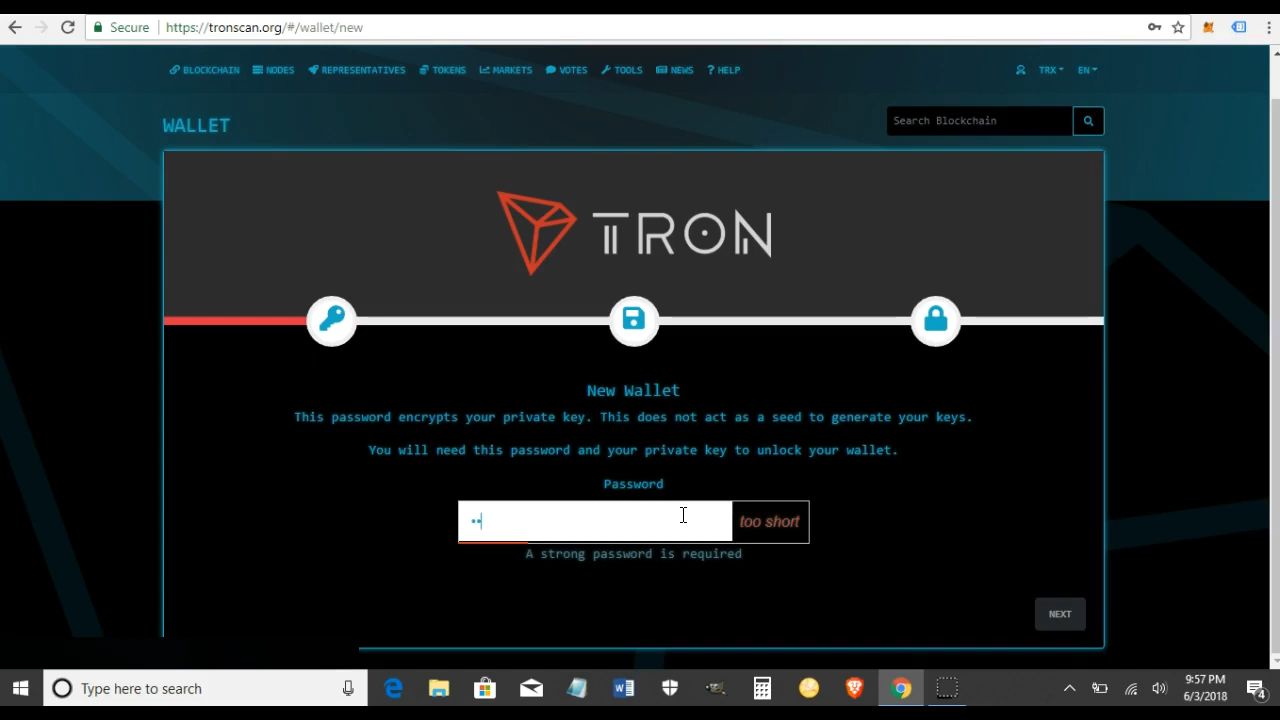 Secure https://tronscan.org/#/wallet/new
BLOCKCHAIN NODES REPRESENTATIVES TOKENS MARKETS VOTES TOOLS NEWS HELP TRX EN
WALLET
Search Blockchain
TRON
New Wallet
This password encrypts your private key. This does not act as a seed to generate your keys.
You will need this password and your private key to unlock your wallet.
Password
•• too short
A strong password is required
NEXT
Type here to search
9:57 PM
6/3/2018
4